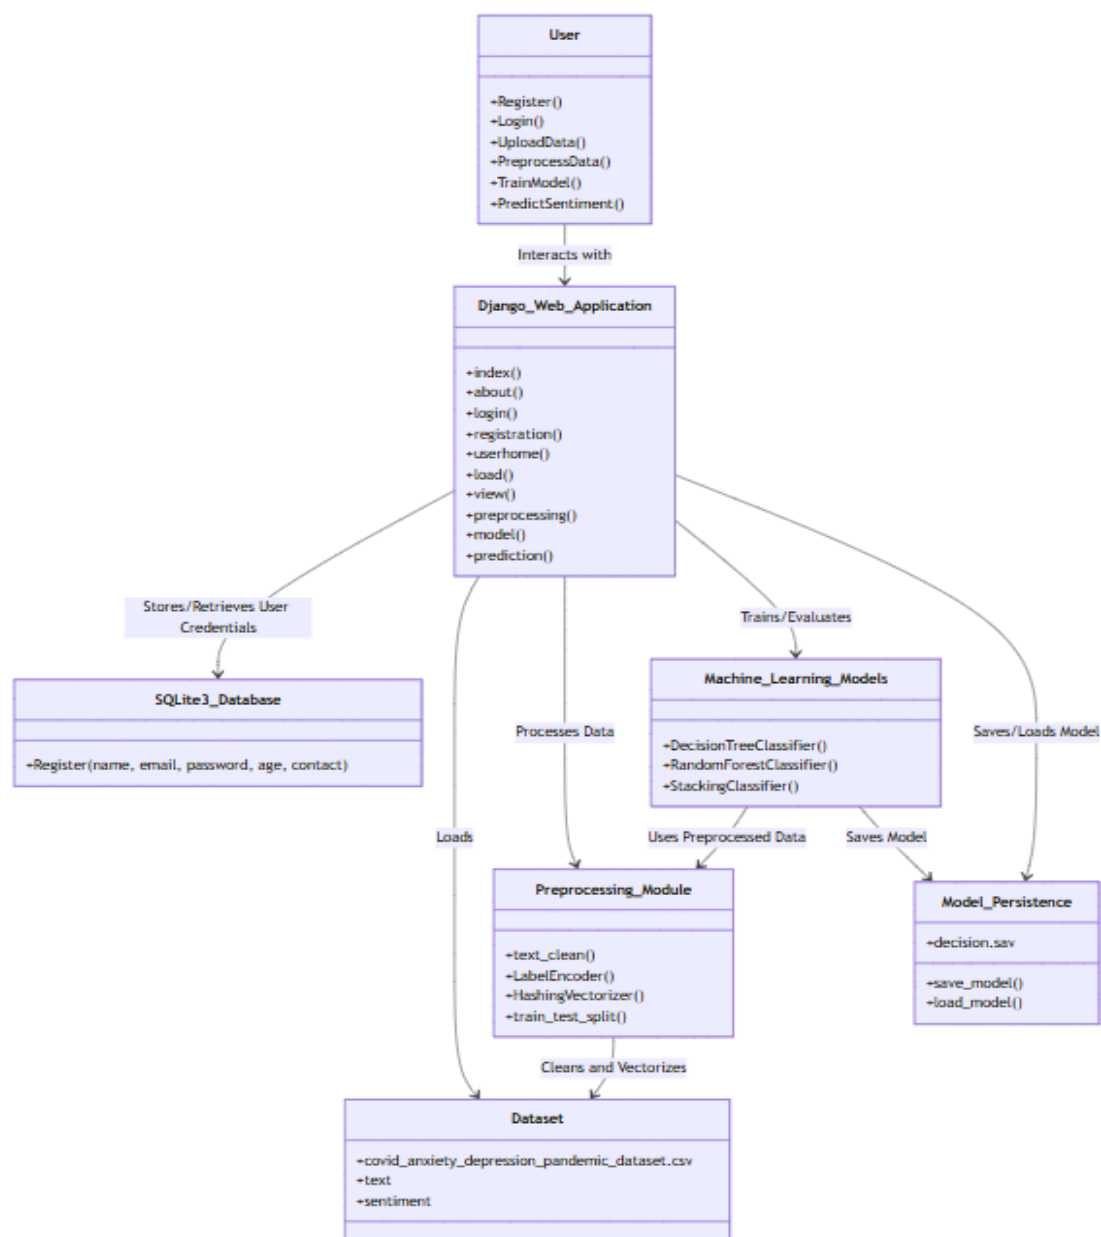 User
+Register()
+Login()
+UploadData()
+PreprocessData()
+TrainModel()
+PredictSentiment()
Interacts with
Django_Web_Application
+index()
+about()
+login()
+registration()
+userhome()
+load()
+view()
+preprocessing()
+model()
+prediction()
Stores/Retrieves User
Credentials
Trains/Evaluates
SQLite3_Database
+Register(name, email, password, age, contact)
Machine_Learning_Models
+DecisionTreeClassifier()
+RandomForestClassifier()
+StackingClassifier()
Processes Data
Saves/Loads Model
Loads
Uses Preprocessed Data
Saves Model
Preprocessing_Module
+text_clean()
+LabelEncoder()
+HashingVectorizer()
+train_test_split()
Model_Persistence
+decision.sav
+save_model()
+load_model()
Cleans and Vectorizes
Dataset
+covid_anxiety_depression_pandemic_dataset.csv
+text
+sentiment